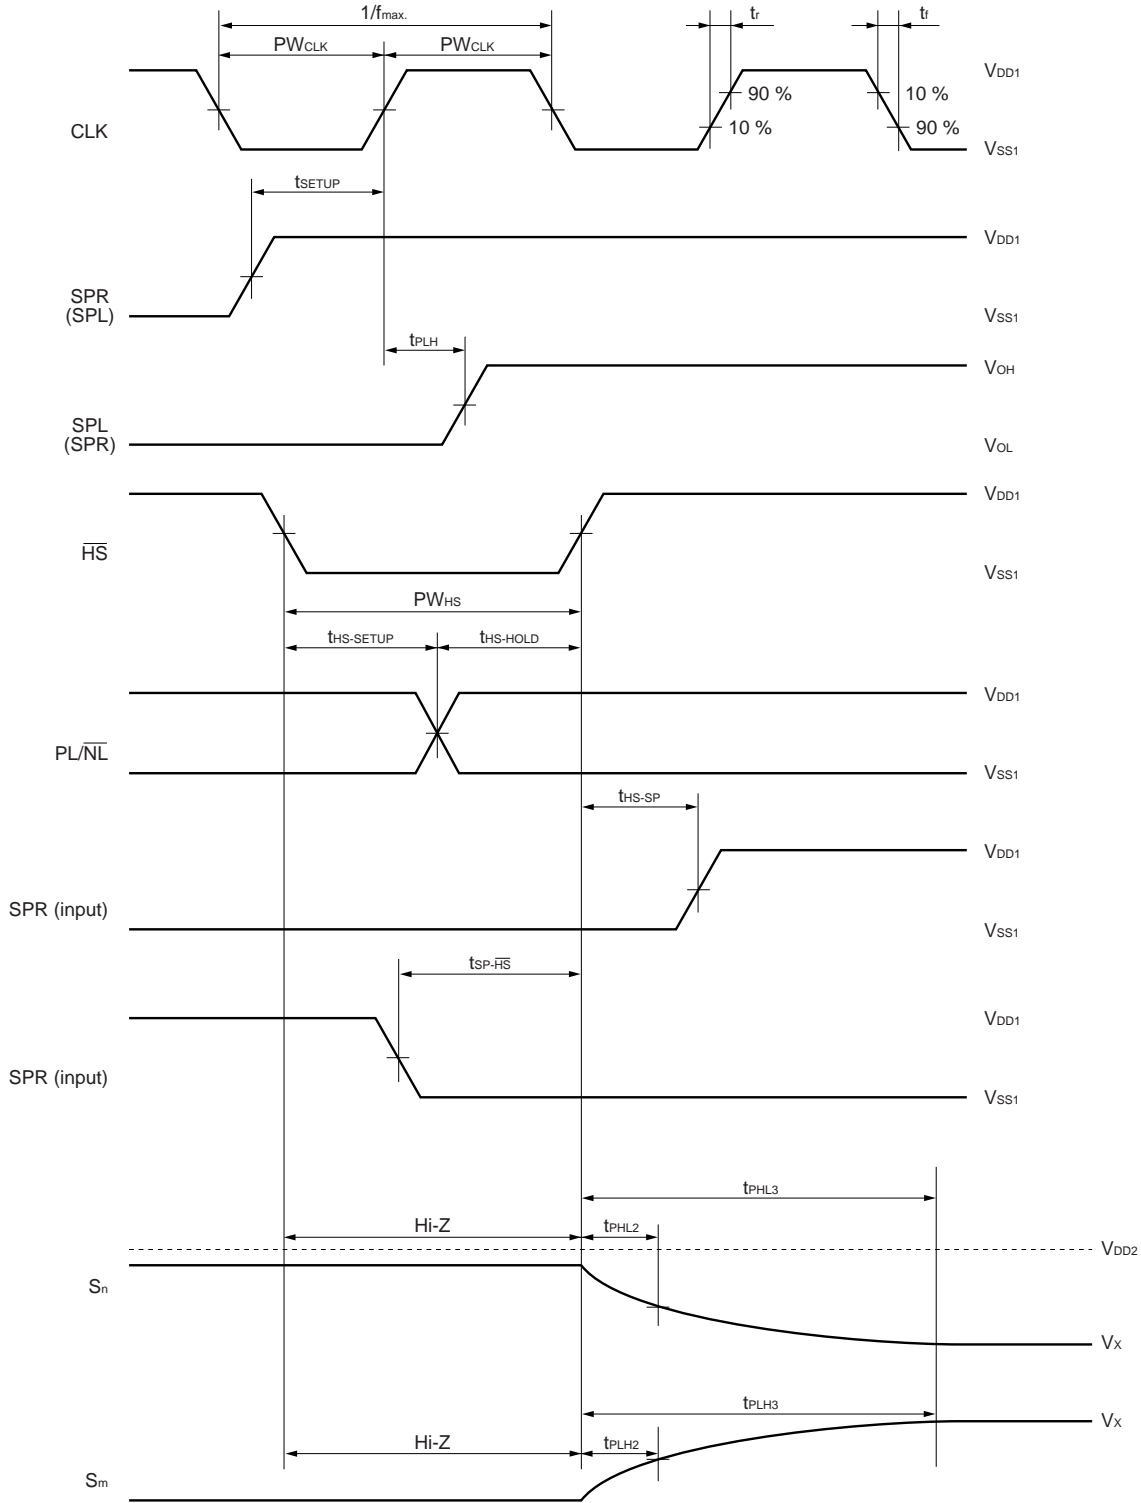 1/fmax.
tr
tf
PWCLK
PWCLK
CLK
VDD1
90 %
10 %
10 %
90 %
VSS1
tSETUP
VDD1
SPR
(SPL)
VSS1
tPLH
VOH
SPL
(SPR)
VOL
VDD1
HS
VSS1
PWHS
tHS-SETUP
tHS-HOLD
VDD1
PL/NL
VSS1
tHS-SP
VDD1
SPR (input)
VSS1
tSP-HS
VDD1
SPR (input)
VSS1
tPHL3
Hi-Z
tPHL2
VDD2
Sn
VX
tPLH3
VX
Hi-Z
tPLH2
Sm